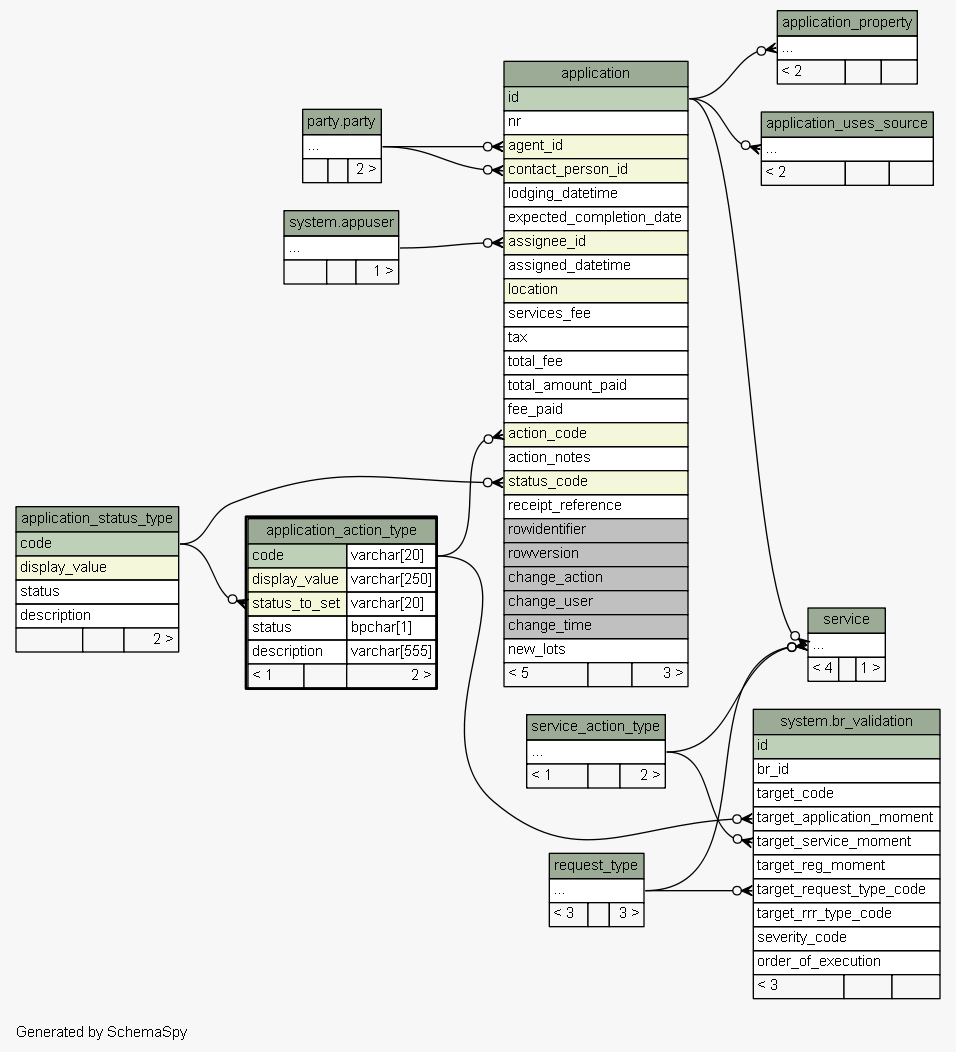 application_property
...
< 2
application
id
nr
agent_id
contact_person_id
lodging_datetime
expected_completion_date
assignee_id
assigned_datetime
location
services_fee
tax
total_fee
total_amount_paid
fee_paid
action_code
action_notes
status_code
receipt_reference
rowidentifier
rowversion
change_action
change_user
change_time
new_lots
< 5 3 >
application_uses_source
...
< 2
party.party
...
2 >
system.appuser
...
1 >
application_status_type
code
display_value
status
description
2 >
application_action_type
code varchar[20]
display_value varchar[250]
status_to_set varchar[20]
status bpchar[1]
description varchar[555]
< 1 2 >
service
...
< 4 1 >
service_action_type
...
< 1 2 >
system.br_validation
id
br_id
target_code
target_application_moment
target_service_moment
target_reg_moment
target_request_type_code
target_rrr_type_code
severity_code
order_of_execution
< 3
request_type
...
< 3 3 >
Generated by SchemaSpy